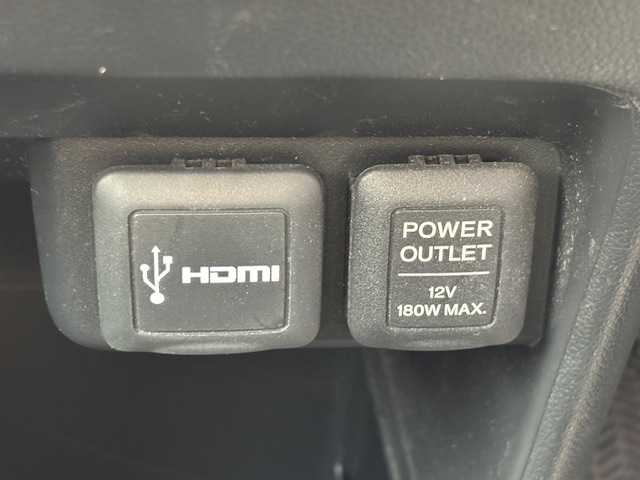 HDMI
POWER
OUTLET
12V
180W MAX.